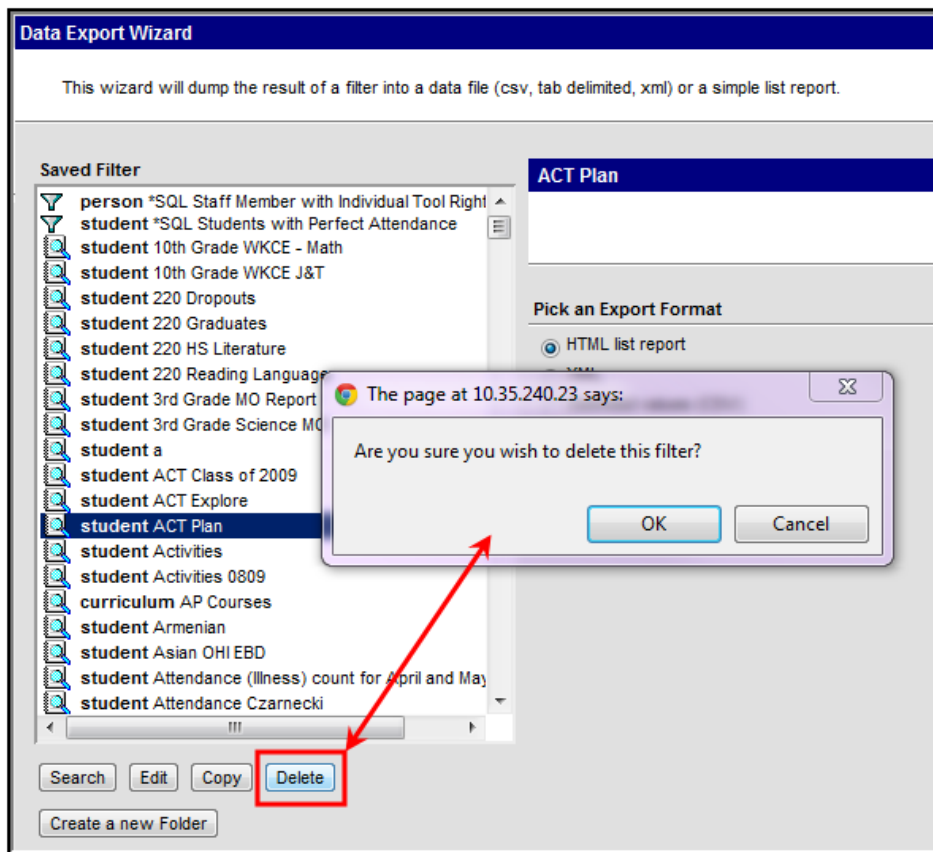 Data Export Wizard
This wizard will dump the result of a filter into a data file (csv, tab delimited, xml) or a simple list report.
Saved Filter
person *SQL Staff Member with Individual Tool Right
student *SQL Students with Perfect Attendance
student 10th Grade WKCE - Math
student 10th Grade WKCE J&T
student 220 Dropouts
student 220 Graduates
student 220 HS Literature
student 220 Reading Language
student 3rd Grade MO Report
student 3rd Grade Science MO
student a
student ACT Class of 2009
student ACT Explore
student ACT Plan
student Activities
student Activities 0809
curriculum AP Courses
student Armenian
student Asian OHI EBD
student Attendance (Illness) count for April and May
student Attendance Czarnecki
Search
Edit
Copy
Delete
Create a new Folder
ACT Plan
Pick an Export Format
HTML list report
The page at 10.35.240.23 says:
Are you sure you wish to delete this filter?
OK
Cancel